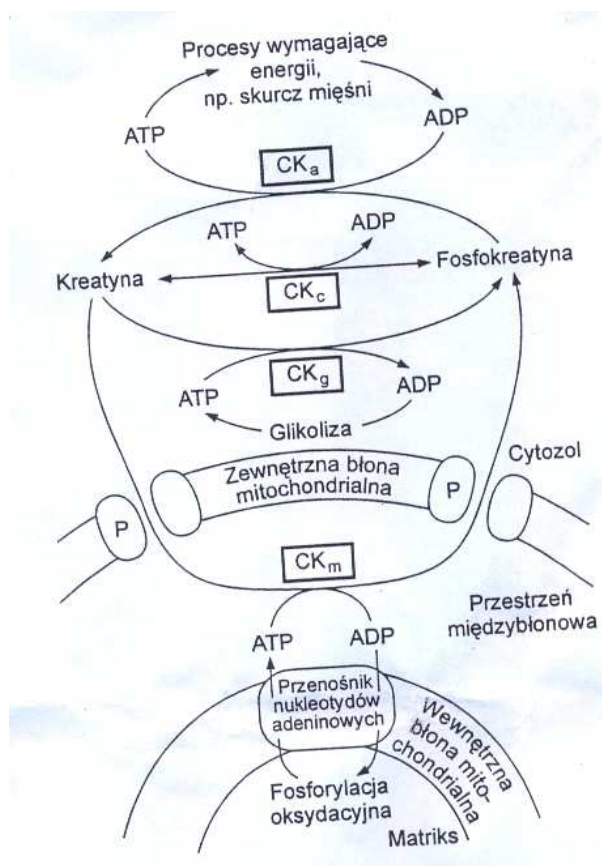 Procesy wymagające
energii,
np. skurcz mięśni
ATP
ADP
CKa
ATP
ADP
Kreatyna
Fosfokreatyna
CKc
CKg
ATP
ADP
Glikoliza
Cytozol
Zewnętrzna błona
mitochondrialna
P
P
CKm
Przestrzeń
międzybłonowa
ATP
ADP
Przenośnik
nukleotydów
adeninowych
Wewnętrzna
błona mito-
chondrialna
Fosforylacja
oksydacyjna
Matriks